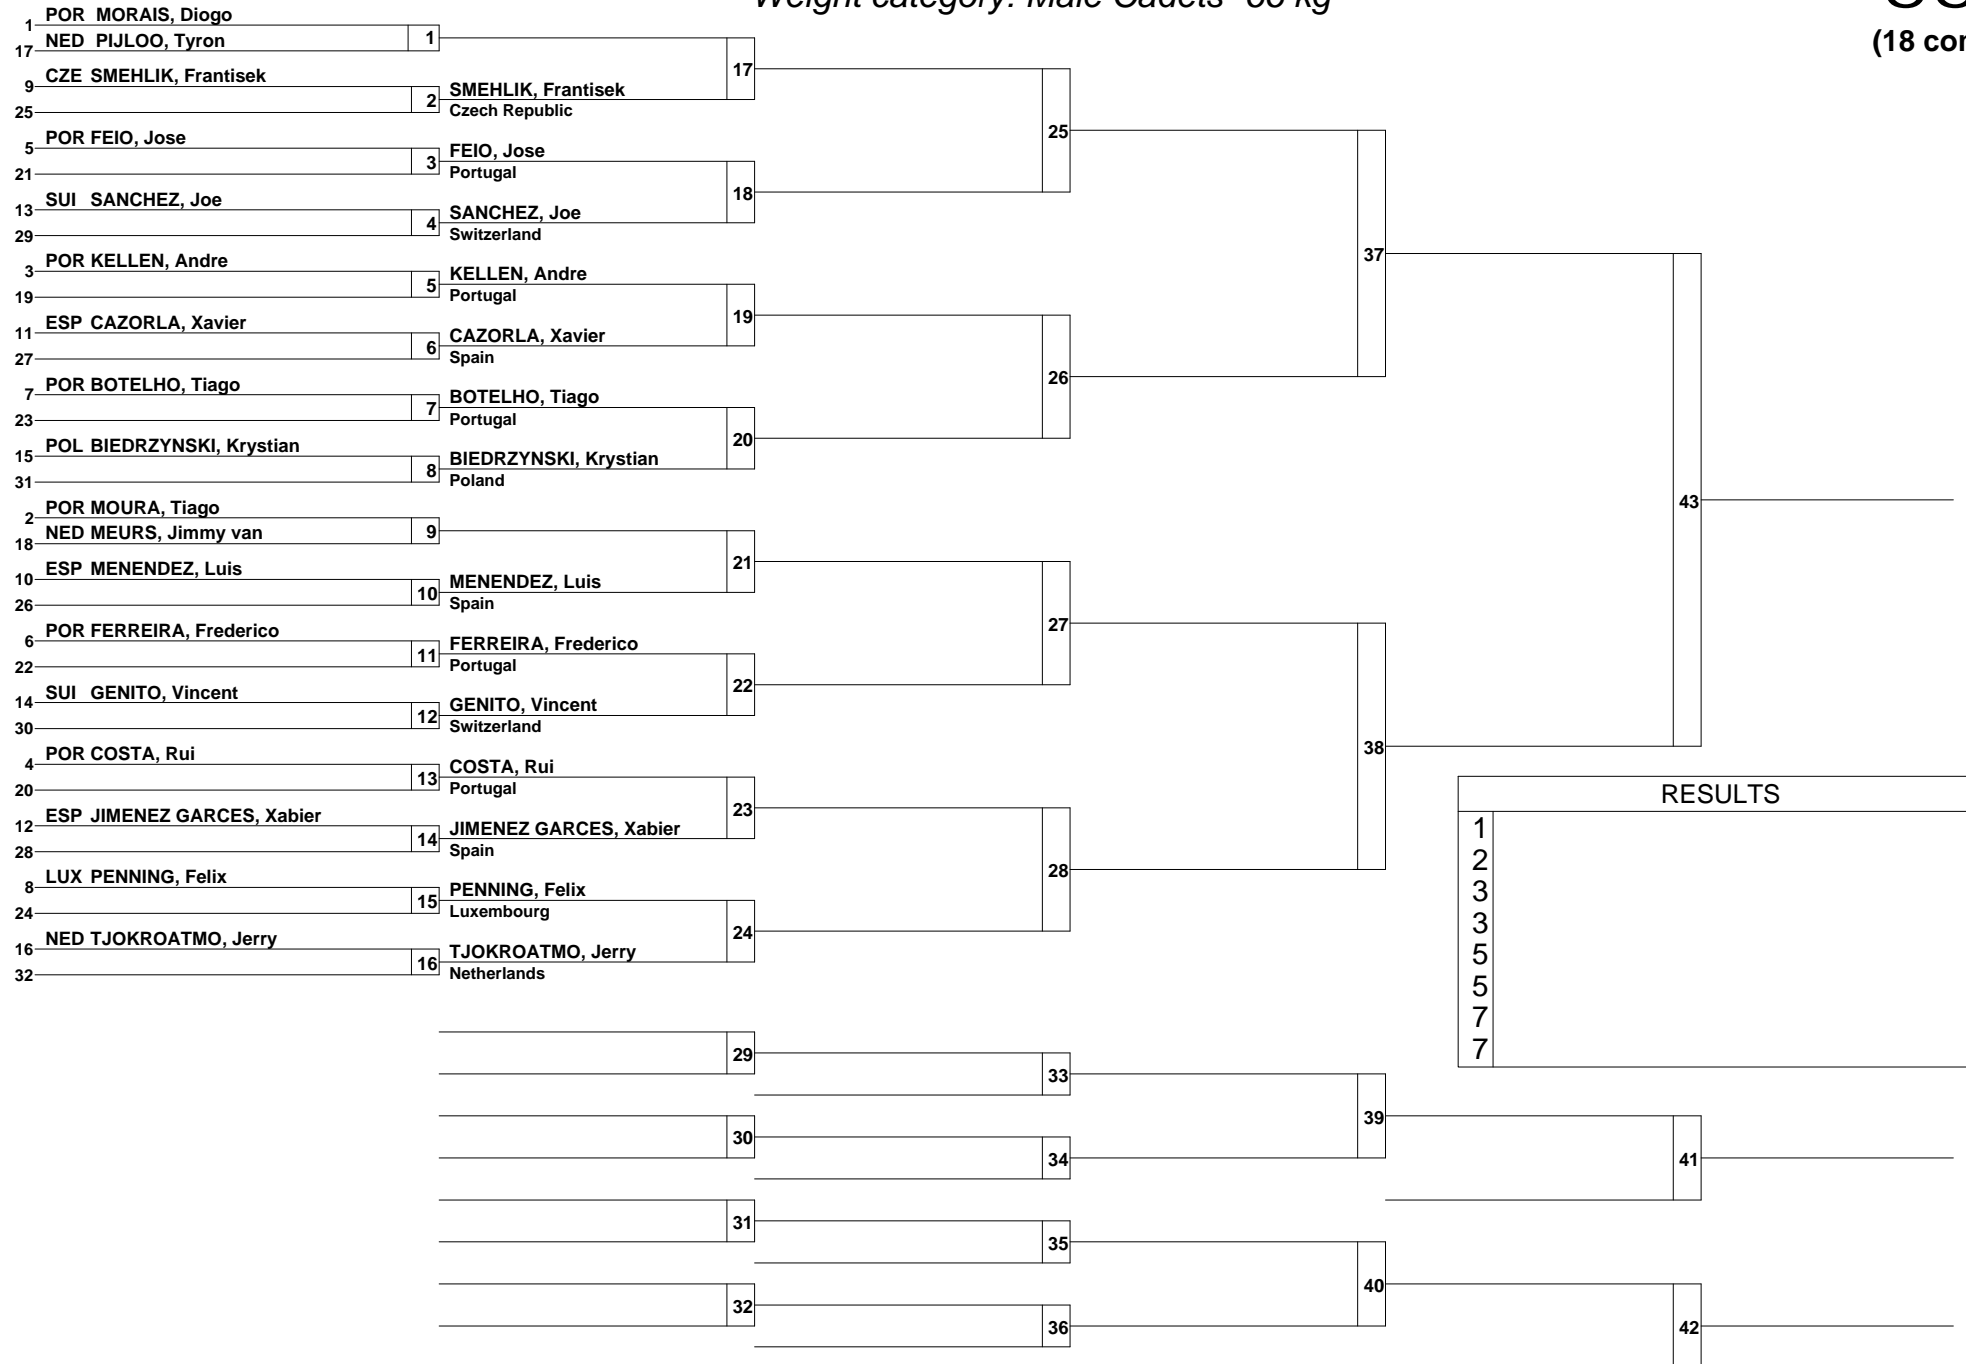 Weight category: Male Cadets -66 kg
(18 con
1 POR MORAIS, Diogo
17 NED PIJLOO, Tyron
1
9 CZE SMEHLIK, Frantisek
25
2
SMEHLIK, Frantisek
Czech Republic
17
5 POR FEIO, Jose
21
3
FEIO, Jose
Portugal
13 SUI SANCHEZ, Joe
29
4
SANCHEZ, Joe
Switzerland
18
25
3 POR KELLEN, Andre
19
5
KELLEN, Andre
Portugal
11 ESP CAZORLA, Xavier
27
6
CAZORLA, Xavier
Spain
19
7 POR BOTELHO, Tiago
23
7
BOTELHO, Tiago
Portugal
15 POL BIEDRZYNSKI, Krystian
31
8
BIEDRZYNSKI, Krystian
Poland
20
26
37
2 POR MOURA, Tiago
18 NED MEURS, Jimmy van
9
10 ESP MENENDEZ, Luis
26
10
MENENDEZ, Luis
Spain
21
6 POR FERREIRA, Frederico
22
11
FERREIRA, Frederico
Portugal
14 SUI GENITO, Vincent
30
12
GENITO, Vincent
Switzerland
22
27
4 POR COSTA, Rui
20
13
COSTA, Rui
Portugal
12 ESP JIMENEZ GARCES, Xabier
28
14
JIMENEZ GARCES, Xabier
Spain
23
8 LUX PENNING, Felix
24
15
PENNING, Felix
Luxembourg
16 NED TJOKROATMO, Jerry
32
16
TJOKROATMO, Jerry
Netherlands
24
28
38
43
RESULTS
1
2
3
3
5
5
7
7
29
33
30
34
39
41
31
35
32
36
40
42